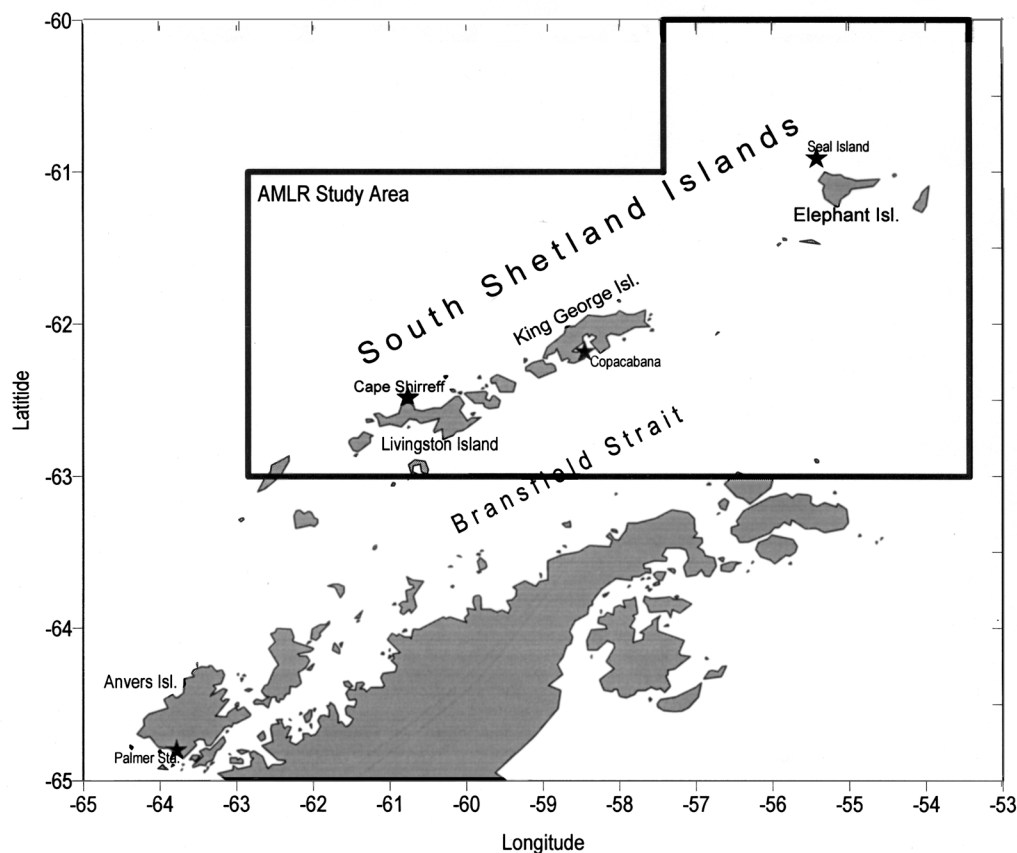 -60
Seal Island
-61
AMLR Study Area
South Shetland Islands
Elephant Isl.
King George Isl.
-62
Copacabana
Cape Shirreff
Livingston Island
Latitide
Bransfield Strait
-63
-64
Anvers Isl.
Palmer Sta.
-65
-65 -64 -63 -62 -61 -60 -59 -58 -57 -56 -55 -54 -53
Longitude